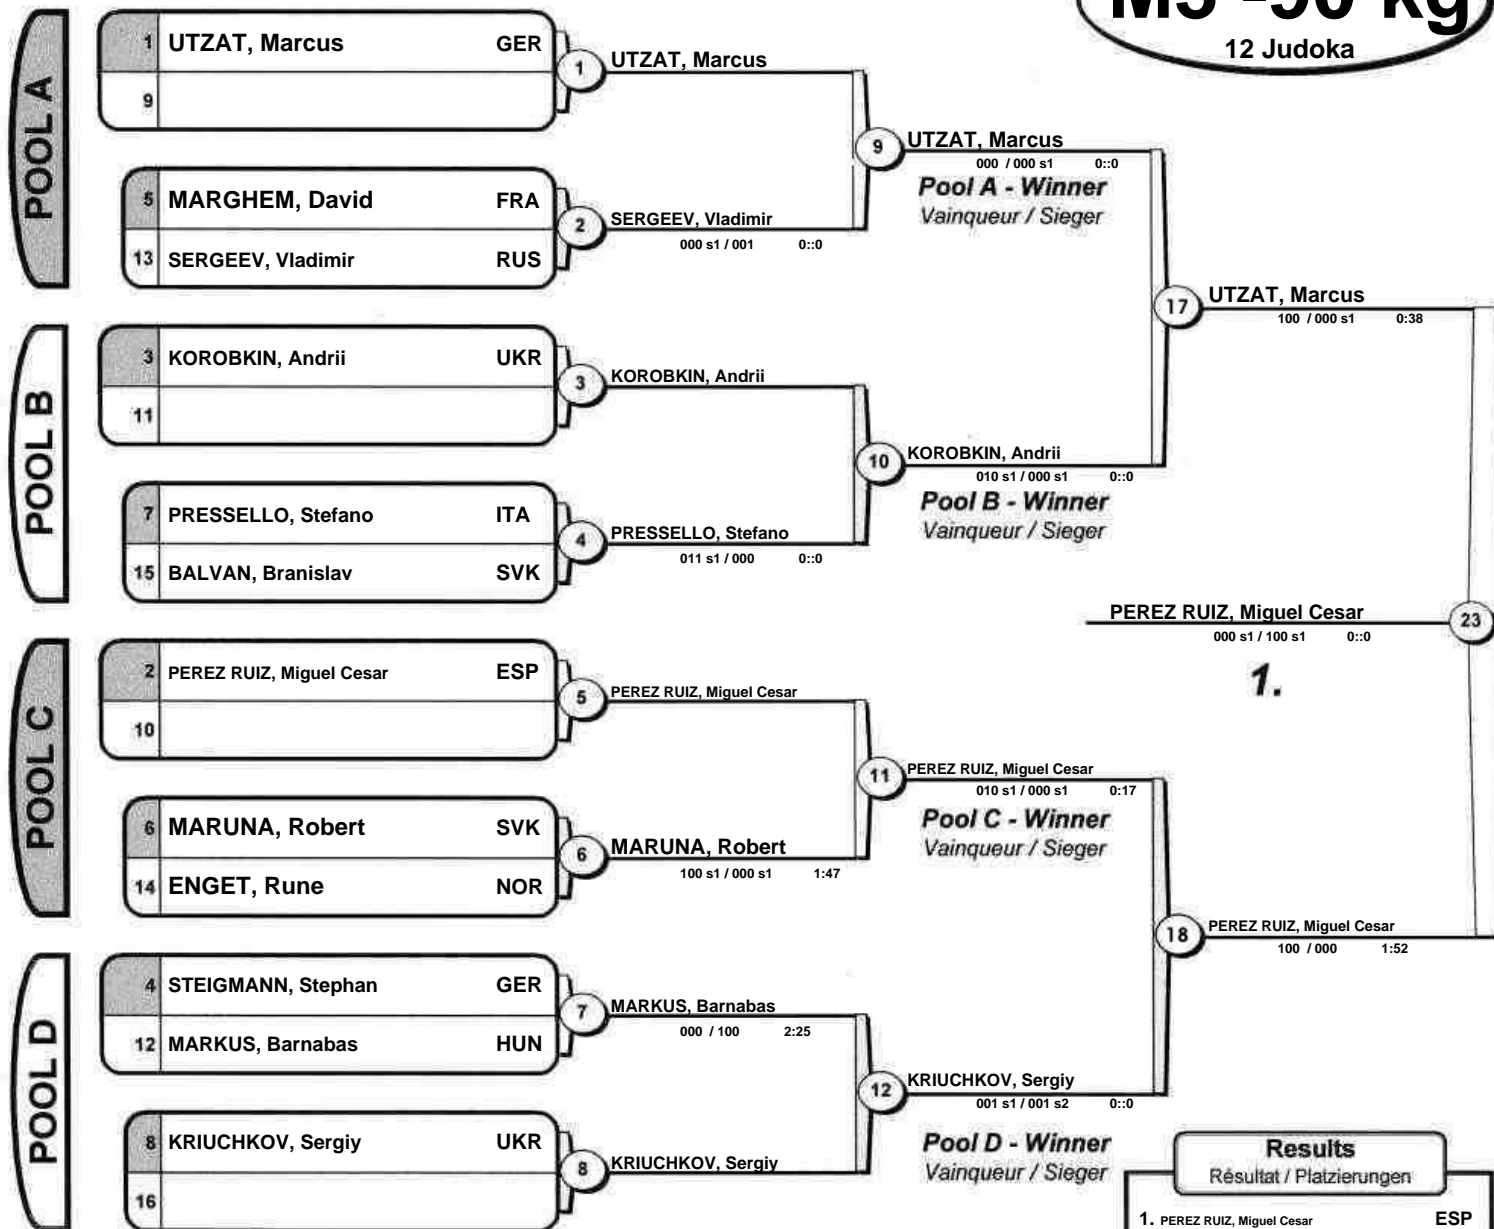 M3 -90 kg
12 Judoka
POOL A
1 UTZAT, Marcus GER
9
5 MARGHEM, David FRA
13 SERGEEV, Vladimir RUS
1 UTZAT, Marcus
2 SERGEEV, Vladimir
000 s1 / 001 0::0
9 UTZAT, Marcus
000 / 000 s1 0::0
Pool A - Winner
Vainqueur / Sieger
POOL B
3 KOROBKIN, Andrii UKR
11
7 PRESSELLO, Stefano ITA
15 BALVAN, Branislav SVK
3 KOROBKIN, Andrii
4 PRESSELLO, Stefano
011 s1 / 000 0::0
10 KOROBKIN, Andrii
010 s1 / 000 s1 0::0
Pool B - Winner
Vainqueur / Sieger
17 UTZAT, Marcus
100 / 000 s1 0:38
PEREZ RUIZ, Miguel Cesar 23
000 s1 / 100 s1 0::0
1.
POOL C
2 PEREZ RUIZ, Miguel Cesar ESP
10
6 MARUNA, Robert SVK
14 ENGET, Rune NOR
5 PEREZ RUIZ, Miguel Cesar
6 MARUNA, Robert
100 s1 / 000 s1 1:47
11 PEREZ RUIZ, Miguel Cesar
010 s1 / 000 s1 0:17
Pool C - Winner
Vainqueur / Sieger
POOL D
4 STEIGMANN, Stephan GER
12 MARKUS, Barnabas HUN
8 KRIUCHKOV, Sergiy UKR
16
7 MARKUS, Barnabas
000 / 100 2:25
8 KRIUCHKOV, Sergiy
12 KRIUCHKOV, Sergiy
001 s1 / 001 s2 0::0
Pool D - Winner
Vainqueur / Sieger
18 PEREZ RUIZ, Miguel Cesar
100 / 000 1:52
Results
Résultat / Platzierungen
1. PEREZ RUIZ, Miguel Cesar ESP